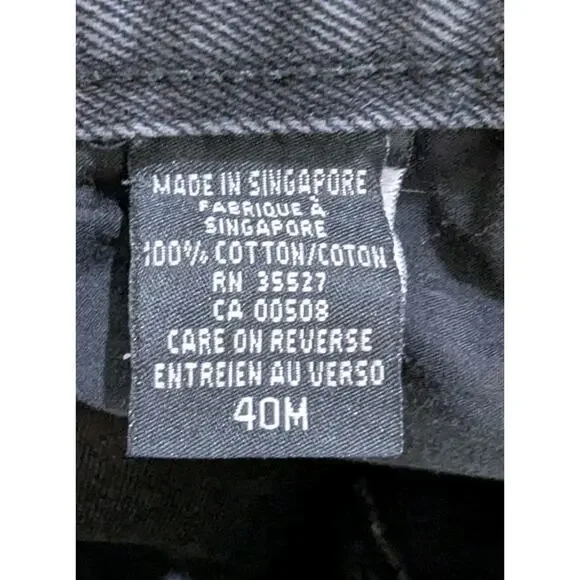 MADE IN SINGAPORE
FABRIQUE À
SINGAPORE
100% COTTON/COTON
RN 35527
CA 00508
CARE ON REVERSE
ENTREIEN AU VERSO
40M